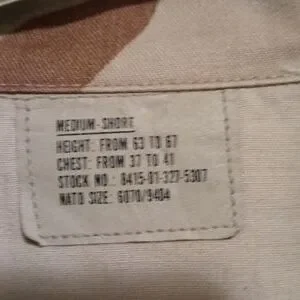 MEDIUM-SHORT
HEIGHT: FROM 63 TO 67
CHEST: FROM 37 TO 41
STOCK NO.: 8415-01-327-5307
NATO SIZE: 6070/9404